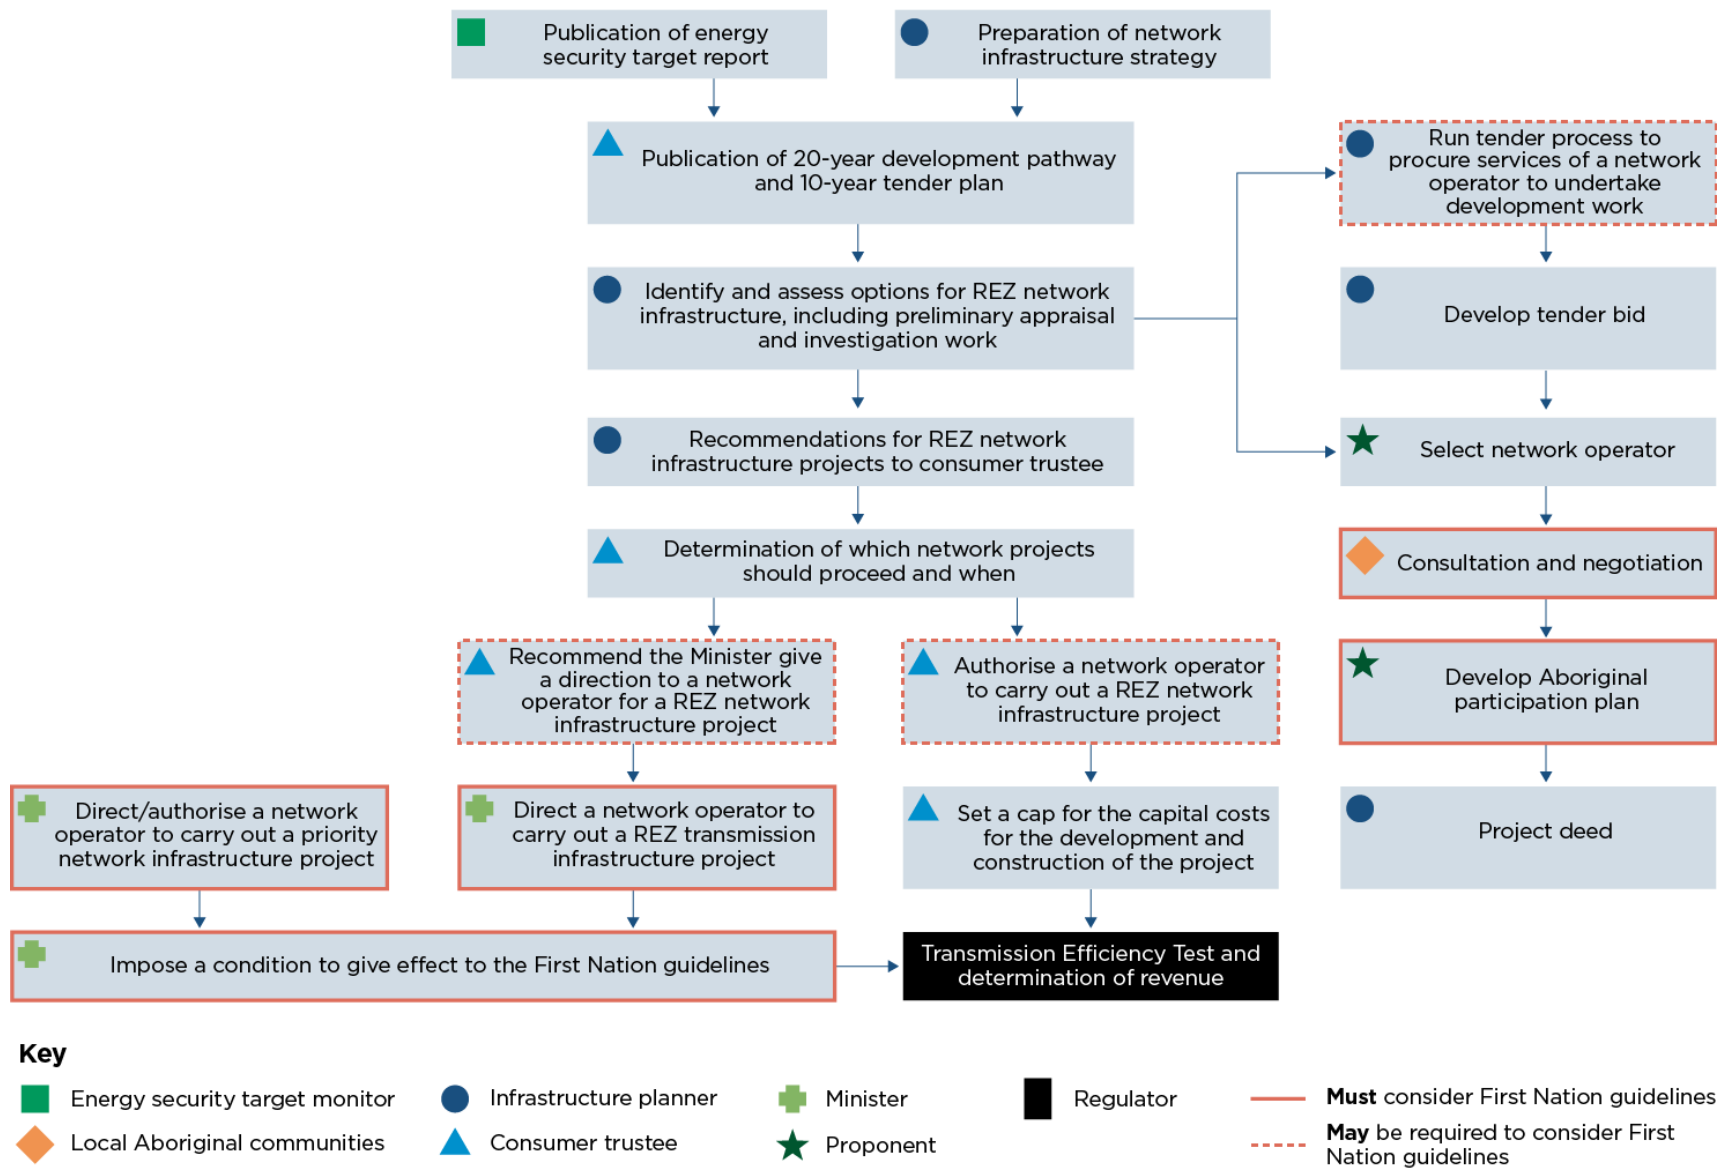 Publication of energy
security target report
Preparation of network
infrastructure strategy
Publication of 20-year development pathway
and 10-year tender plan
Run tender process to
procure services of a network
operator to undertake
development work
Identify and assess options for REZ network
infrastructure, including preliminary appraisal
and investigation work
Develop tender bid
Recommendations for REZ network
infrastructure projects to consumer trustee
Select network operator
Determination of which network projects
should proceed and when
Consultation and negotiation
Recommend the Minister give
a direction to a network
operator for a REZ network
infrastructure project
Authorise a network operator
to carry out a REZ network
infrastructure project
Develop Aboriginal
participation plan
Direct/authorise a network
operator to carry out a priority
network infrastructure project
Direct a network operator to
carry out a REZ transmission
infrastructure project
Set a cap for the capital costs
for the development and
construction of the project
Project deed
Impose a condition to give effect to the First Nation guidelines
Transmission Efficiency Test and
determination of revenue
Key
Energy security target monitor
Infrastructure planner
Minister
Regulator
Must consider First Nation guidelines
Local Aboriginal communities
Consumer trustee
Proponent
May be required to consider First
Nation guidelines